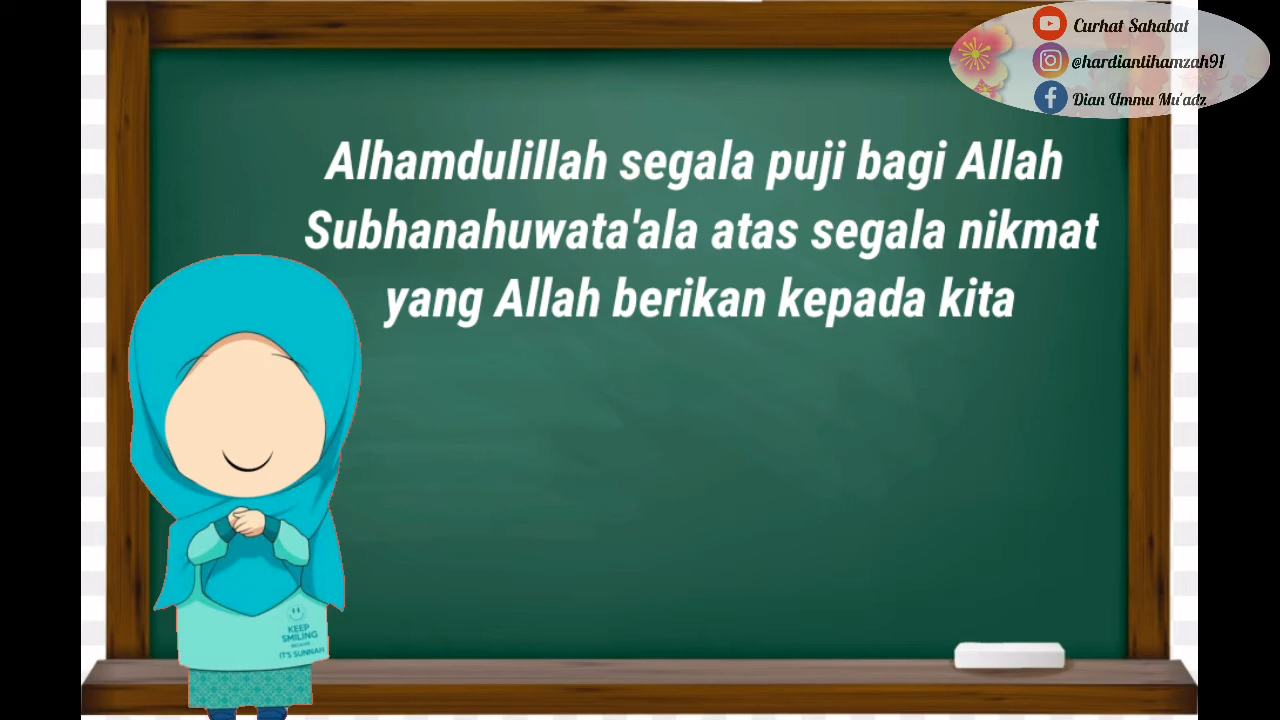 Curhat Sahabat
@hardiantihamzah91
Dian Ummu Mu'adz
Alhamdulillah segala puji bagi Allah
Subhanahuwata'ala atas segala nikmat
yang Allah berikan kepada kita
KEEP
SMILING
BECAUSE
IT'S SUNNAH